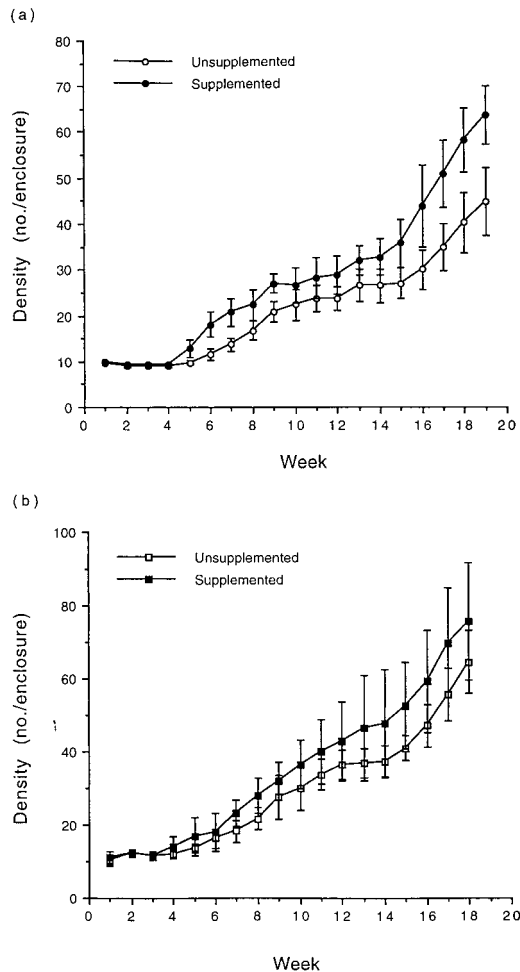 (a)
80
70
60
50
40
30
20
10
0
Density (no./enclosure)
Unsupplemented
Supplemented
0 2 4 6 8 10 12 14 16 18 20
Week
(b)
100
80
60
40
20
0
Density (no./enclosure)
Unsupplemented
Supplemented
0 2 4 6 8 10 12 14 16 18 20
Week